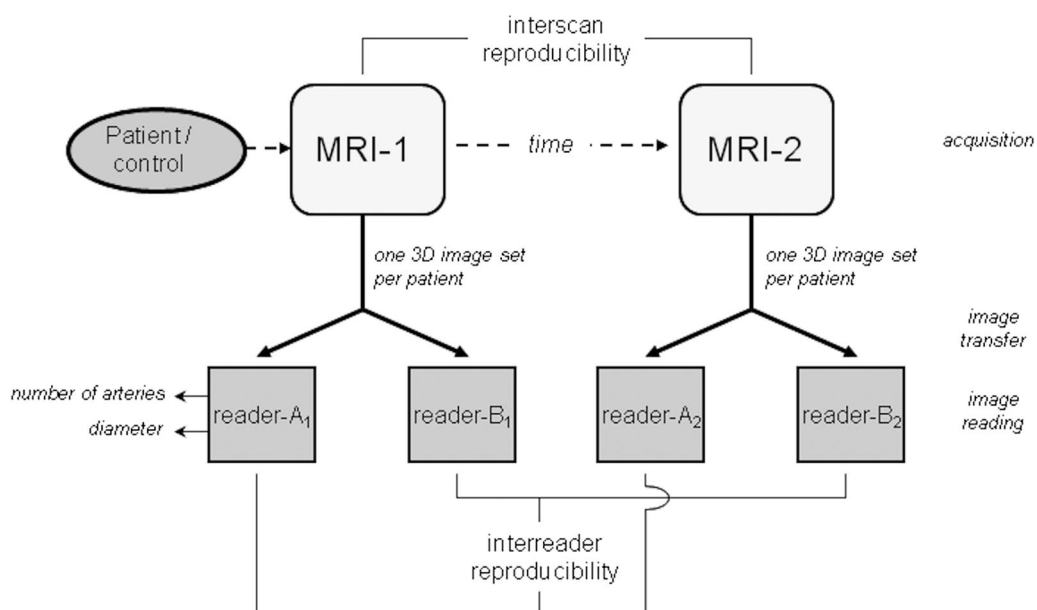 interscan
reproducibility
Patient/
control
MRI-1
time
MRI-2
acquisition
one 3D image set
per patient
one 3D image set
per patient
image
transfer
number of arteries
diameter
reader-A₁
reader-B₁
reader-A₂
reader-B₂
image
reading
interreader
reproducibility